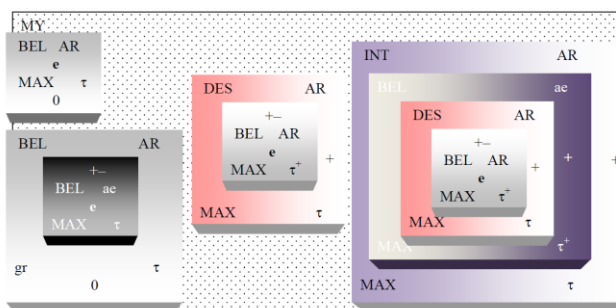 MY
BEL AR
e
MAX τ
0
BEL AR
+−
BEL ae
e
MAX τ
gr τ
0
DES AR
+−
BEL AR
e
MAX τ⁺
+
MAX τ
INT AR
BEL ae
DES AR
+−
BEL AR
e
MAX τ⁺
+ + +
MAX τ
MAX τ⁺
MAX τ